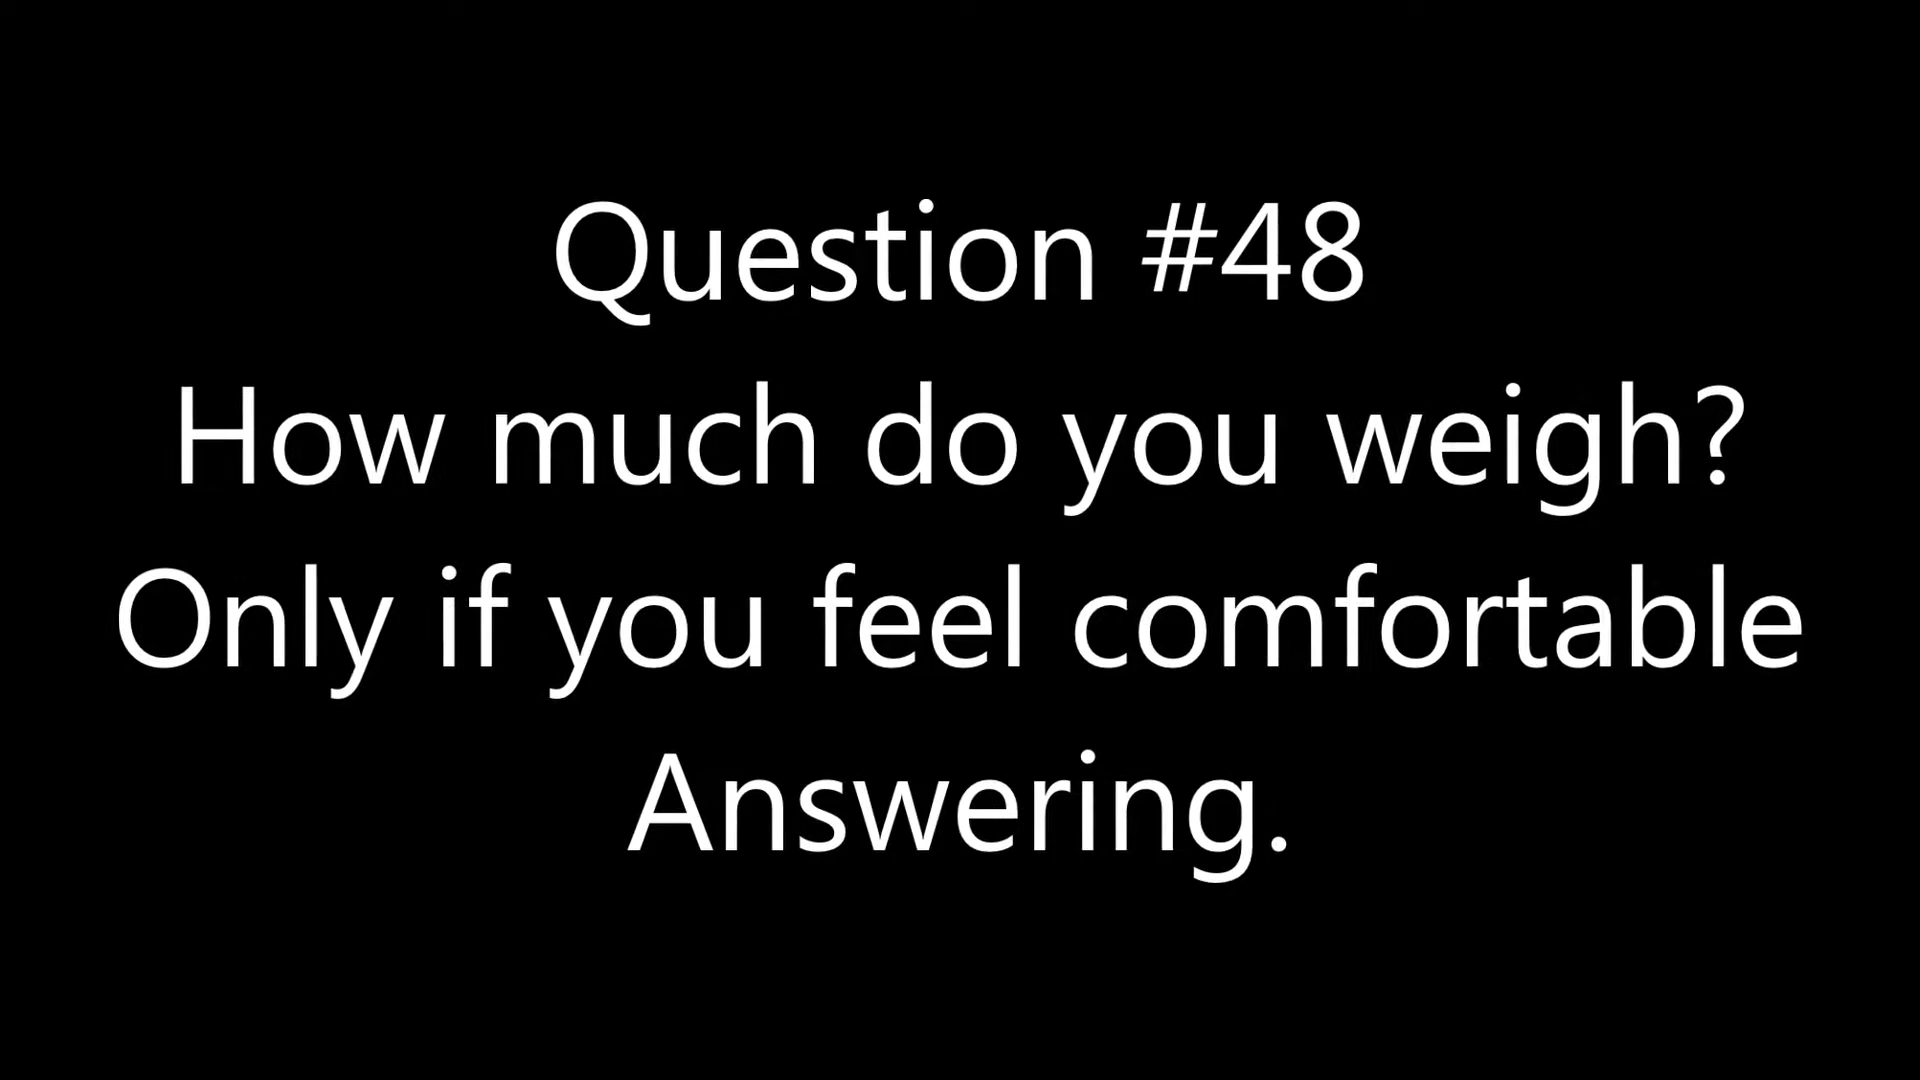 Question #48
How much do you weigh?
Only if you feel comfortable
Answering.